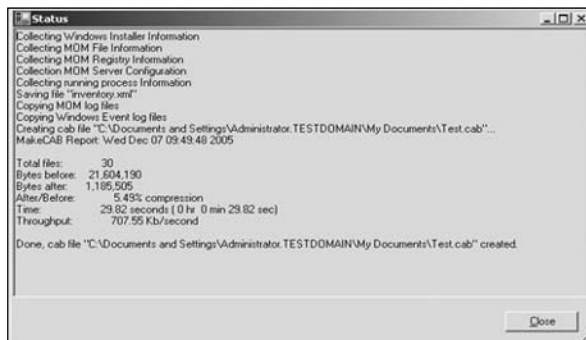 Status
Collecting Windows Installer Information
Collecting MOM File Information
Collecting MOM Registry Information
Collection MOM Server Configuration
Collecting running process Information
Saving file "inventory.xml"
Copying MOM log files
Copying Windows Event log files
Creating cab file "C:\Documents and Settings\Administrator.TESTDOMAIN\My Documents\Test.cab"...
MakeCAB Report: Wed Dec 07 09:49:48 2005
Total files: 30
Bytes before: 21,604,190
Bytes after: 1,185,505
After/Before: 5.49% compression
Time: 29.82 seconds ( 0 hr 0 min 29.82 sec)
Throughput: 707.55 Kb/second
Done, cab file "C:\Documents and Settings\Administrator.TESTDOMAIN\My Documents\Test.cab" created.
Close